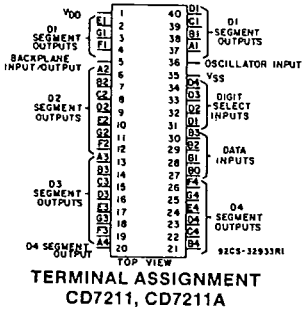 VDD 1 40 D1
E1 2 39 C1
G1 3 38 B1
F1 4 37 A1
D1
SEGMENT
OUTPUTS
D1
SEGMENT
OUTPUTS
BACKPLANE
INPUT/OUTPUT
5 36
OSCILLATOR INPUT
A2 6 35 VSS
B2 7 34 D4
C2 8 33 D3
D2 9 32 D2
E2 10 31 D1
G2 11 30 B3
F2 12 29 B2
A3 13 28 B1
B3 14 27 B0
C3 15 26 F4
D3 16 25 G4
E3 17 24 E4
G3 18 23 D4
F3 19 22 C4
A4 20 21 B4
D2
SEGMENT
OUTPUTS
D3
SEGMENT
OUTPUTS
D4 SEGMENT
OUTPUT
DIGIT
SELECT
INPUTS
DATA
INPUTS
D4
SEGMENT
OUTPUTS
TOP VIEW
92CS-32933R1
TERMINAL ASSIGNMENT
CD7211, CD7211A